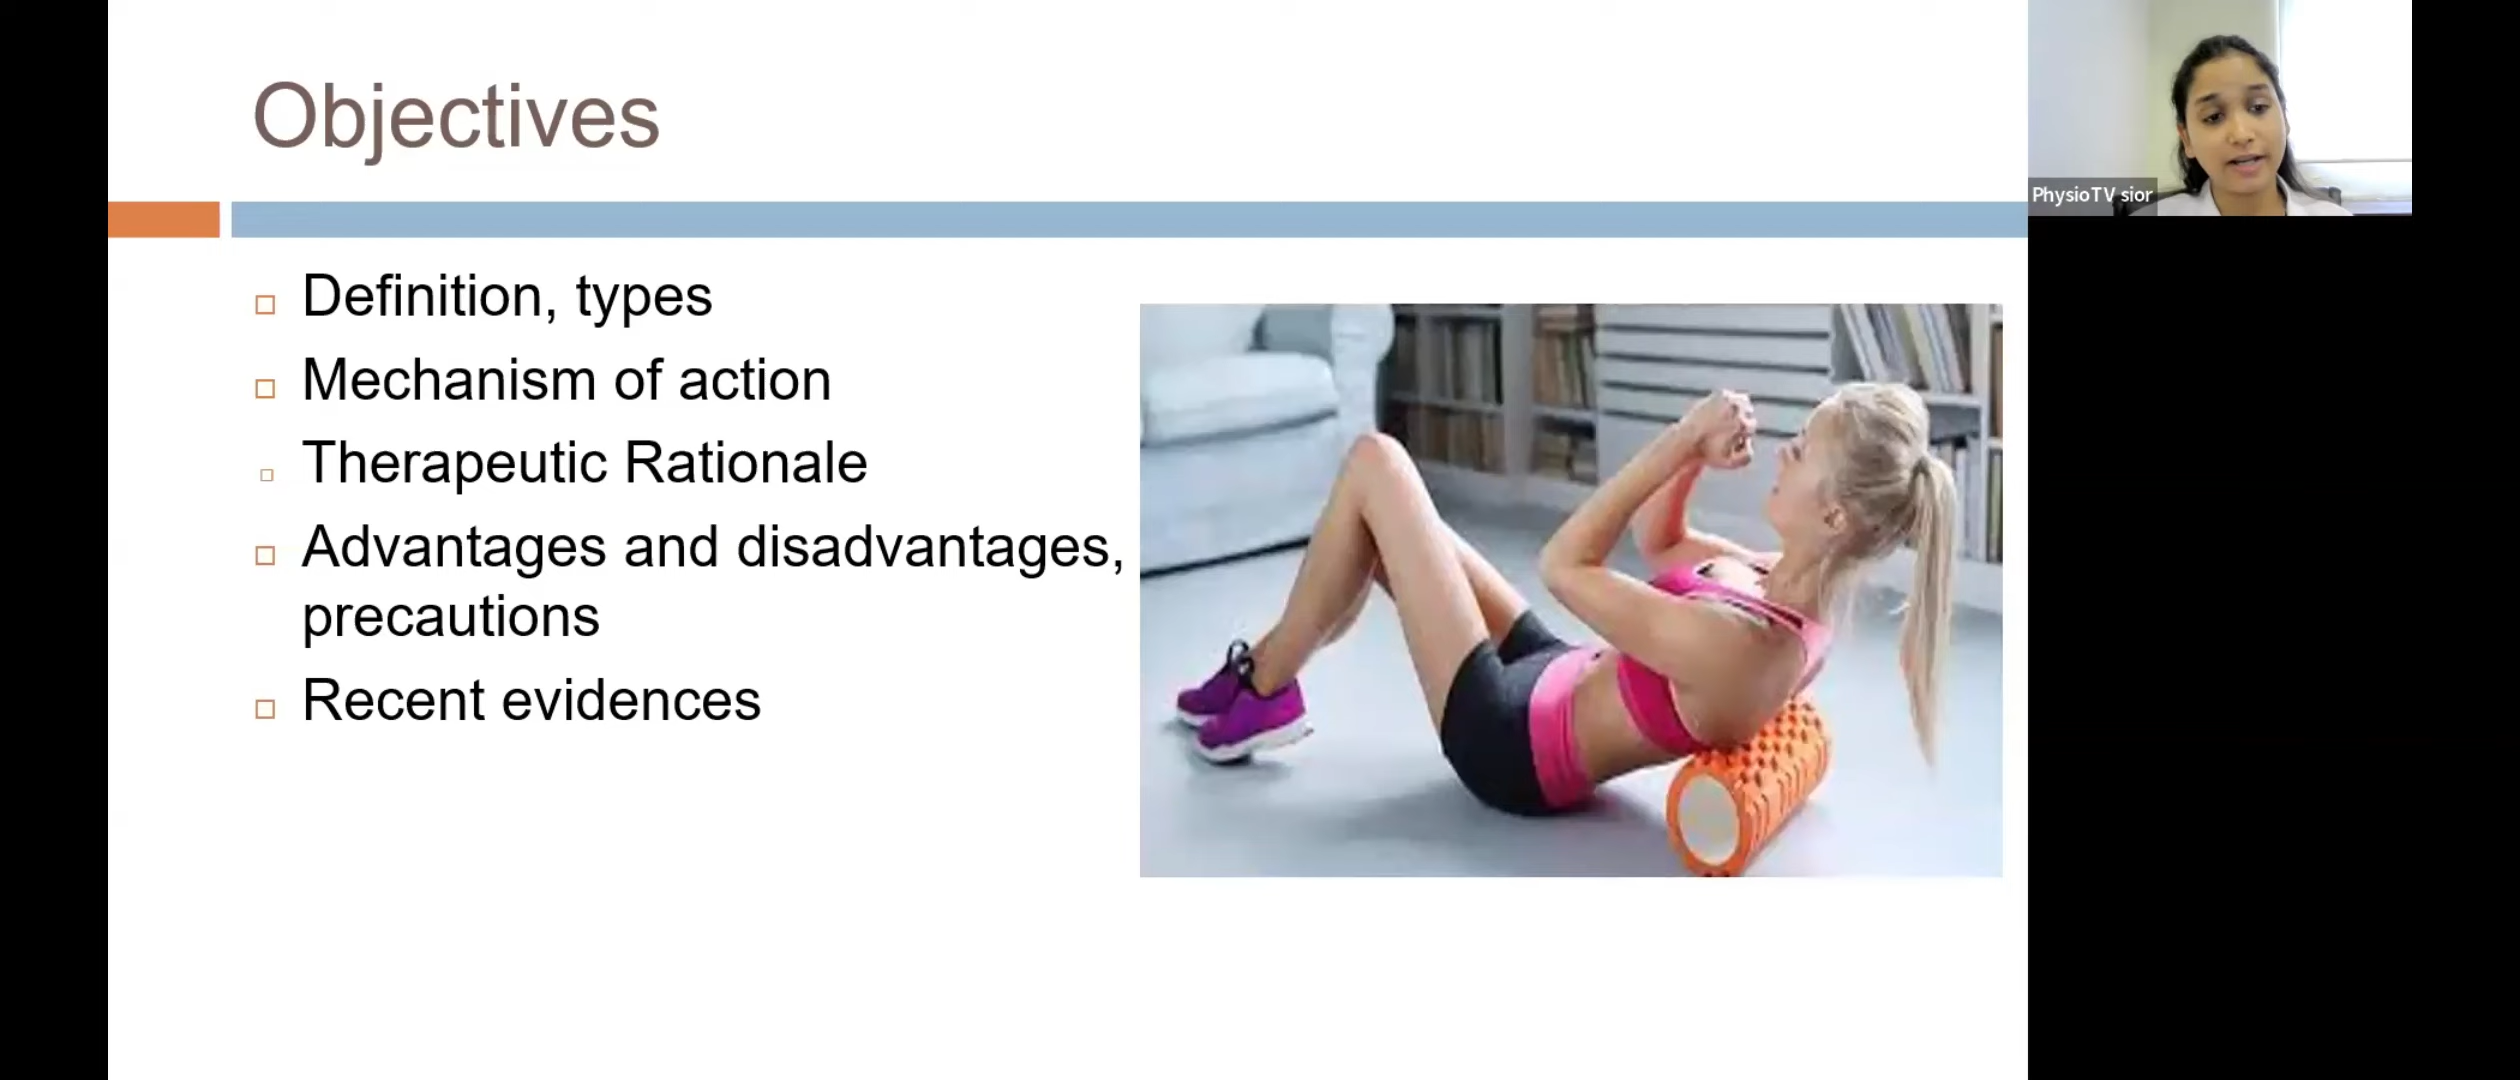 Objectives
PhysioTV sior
Definition, types
Mechanism of action
Therapeutic Rationale
Advantages and disadvantages,
precautions
Recent evidences